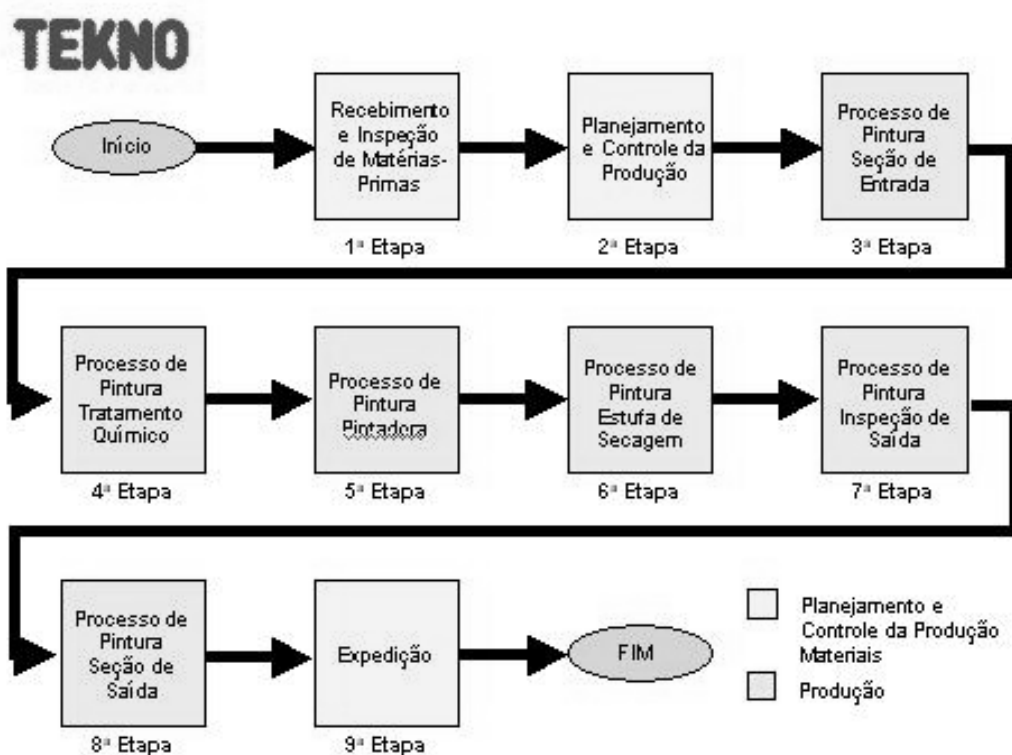 TEKNO
Início
Recebimento
e Inspeção
de Matérias-
Primas
1ª Etapa
Planejamento
e Controle da
Produção
2ª Etapa
Processo de
Pintura
Seção de
Entrada
3ª Etapa
Processo de
Pintura
Tratamento
Químico
4ª Etapa
Processo de
Pintura
Pintadora
5ª Etapa
Processo de
Pintura
Estufa de
Secagem
6ª Etapa
Processo de
Pintura
Inspeção de
Saída
7ª Etapa
Processo de
Pintura
Seção de
Saída
8ª Etapa
Expedição
9ª Etapa
FIM
Planejamento e
Controle da Produção
Materiais
Produção